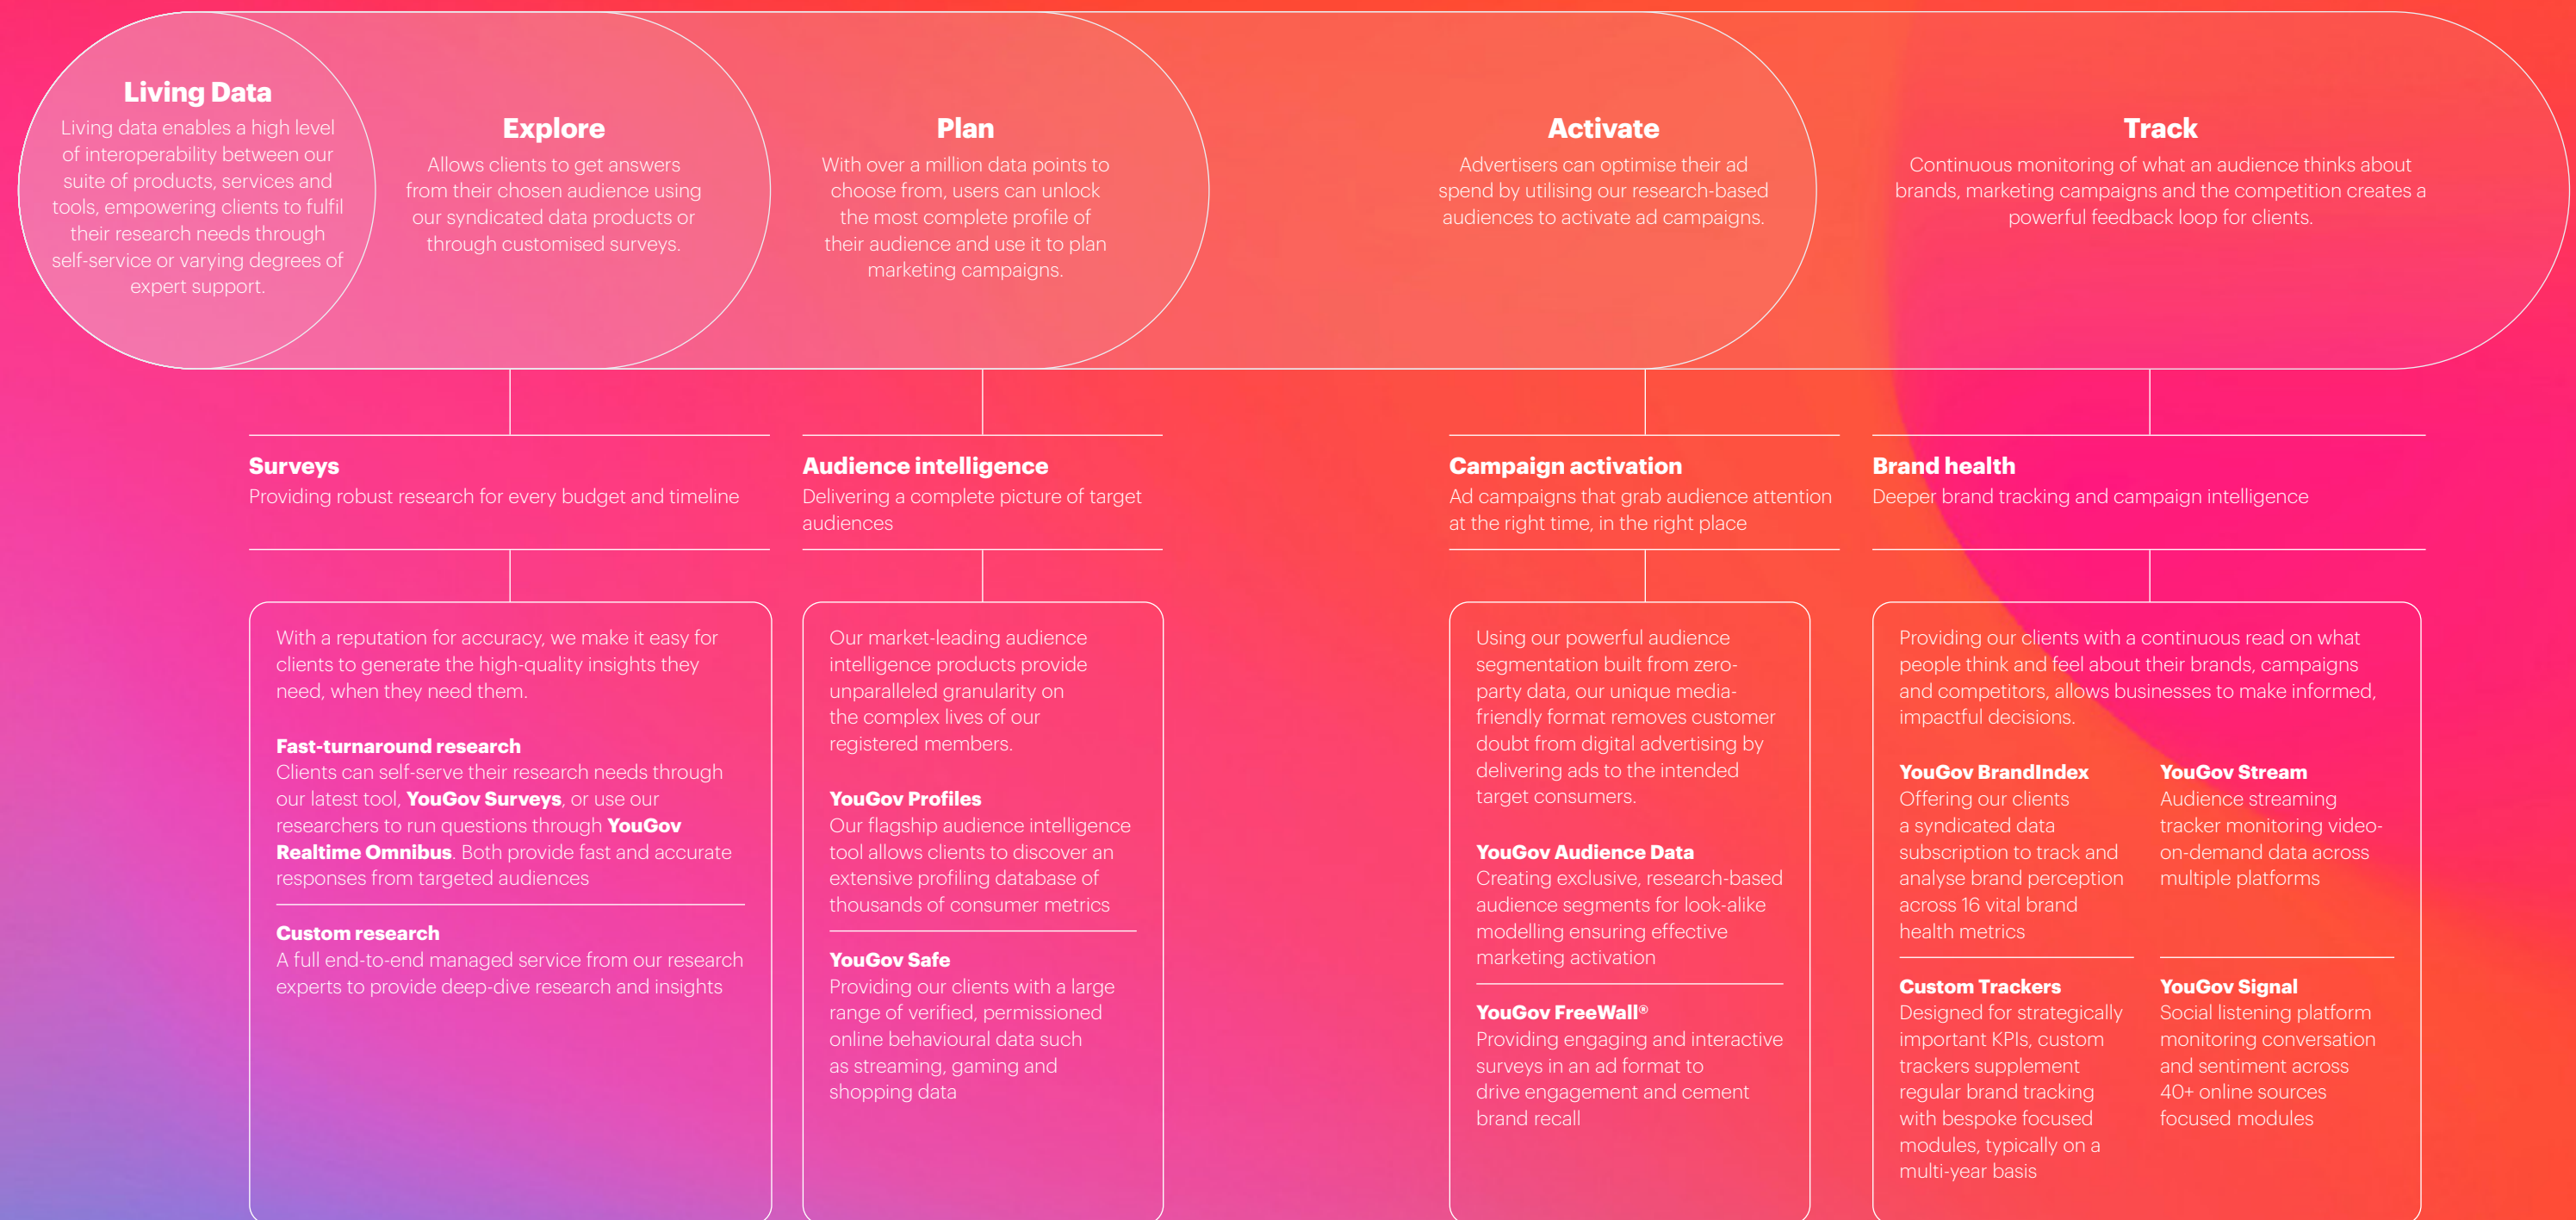 Living Data
Living data enables a high level
of interoperability between our
suite of products, services and
tools, empowering clients to fulfil
their research needs through
self-service or varying degrees of
expert support.
Explore
Allows clients to get answers
from their chosen audience using
our syndicated data products or
through customised surveys.
Plan
With over a million data points to
choose from, users can unlock
the most complete profile of
their audience and use it to plan
marketing campaigns.
Activate
Advertisers can optimise their ad
spend by utilising our research-based
audiences to activate ad campaigns.
Track
Continuous monitoring of what an audience thinks about
brands, marketing campaigns and the competition creates a
powerful feedback loop for clients.
Surveys
Providing robust research for every budget and timeline
With a reputation for accuracy, we make it easy for
clients to generate the high-quality insights they
need, when they need them.
Fast-turnaround research
Clients can self-serve their research needs through
our latest tool, YouGov Surveys, or use our
researchers to run questions through YouGov
Realtime Omnibus. Both provide fast and accurate
responses from targeted audiences
Custom research
A full end-to-end managed service from our research
experts to provide deep-dive research and insights
Audience intelligence
Delivering a complete picture of target
audiences
Our market-leading audience
intelligence products provide
unparalleled granularity on
the complex lives of our
registered members.
YouGov Profiles
Our flagship audience intelligence
tool allows clients to discover an
extensive profiling database of
thousands of consumer metrics
YouGov Safe
Providing our clients with a large
range of verified, permissioned
online behavioural data such
as streaming, gaming and
shopping data
Campaign activation
Ad campaigns that grab audience attention
at the right time, in the right place
Using our powerful audience
segmentation built from zero-
party data, our unique media-
friendly format removes customer
doubt from digital advertising by
delivering ads to the intended
target consumers.
YouGov Audience Data
Creating exclusive, research-based
audience segments for look-alike
modelling ensuring effective
marketing activation
YouGov FreeWall®
Providing engaging and interactive
surveys in an ad format to
drive engagement and cement
brand recall
Brand health
Deeper brand tracking and campaign intelligence
Providing our clients with a continuous read on what
people think and feel about their brands, campaigns
and competitors, allows businesses to make informed,
impactful decisions.
YouGov BrandIndex
Offering our clients
a syndicated data
subscription to track and
analyse brand perception
across 16 vital brand
health metrics
YouGov Stream
Audience streaming
tracker monitoring video-
on-demand data across
multiple platforms
Custom Trackers
Designed for strategically
important KPIs, custom
trackers supplement
regular brand tracking
with bespoke focused
modules, typically on a
multi-year basis
YouGov Signal
Social listening platform
monitoring conversation
and sentiment across
40+ online sources
focused modules